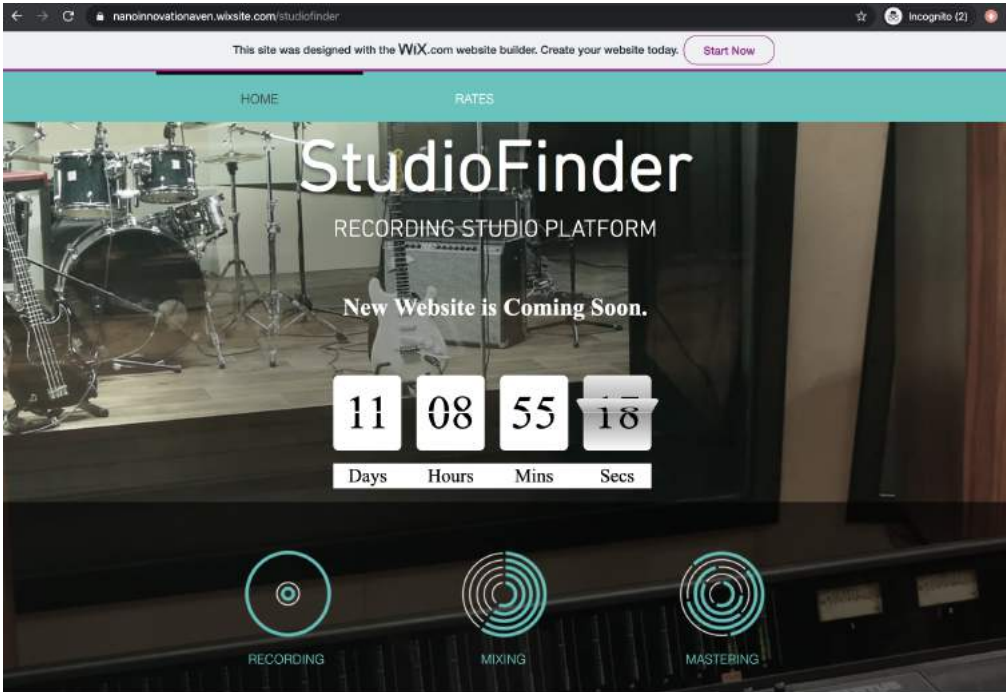 nanoinnovationaven.wixsite.com/studiofinder
Incognito (2)
This site was designed with the WiX.com website builder. Create your website today. Start Now
HOME RATES
StudioFinder
RECORDING STUDIO PLATFORM
New Website is Coming Soon.
11 08 55 18
Days Hours Mins Secs
RECORDING MIXING MASTERING